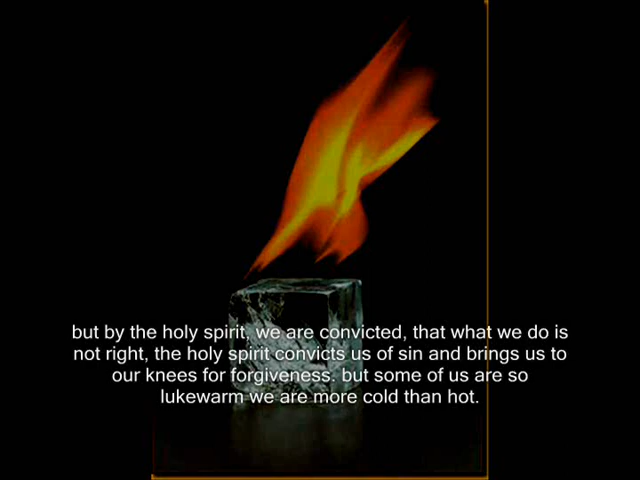 but by the holy spirit, we are convicted, that what we do is
not right, the holy spirit convicts us of sin and brings us to
our knees for forgiveness. but some of us are so
lukewarm we are more cold than hot.